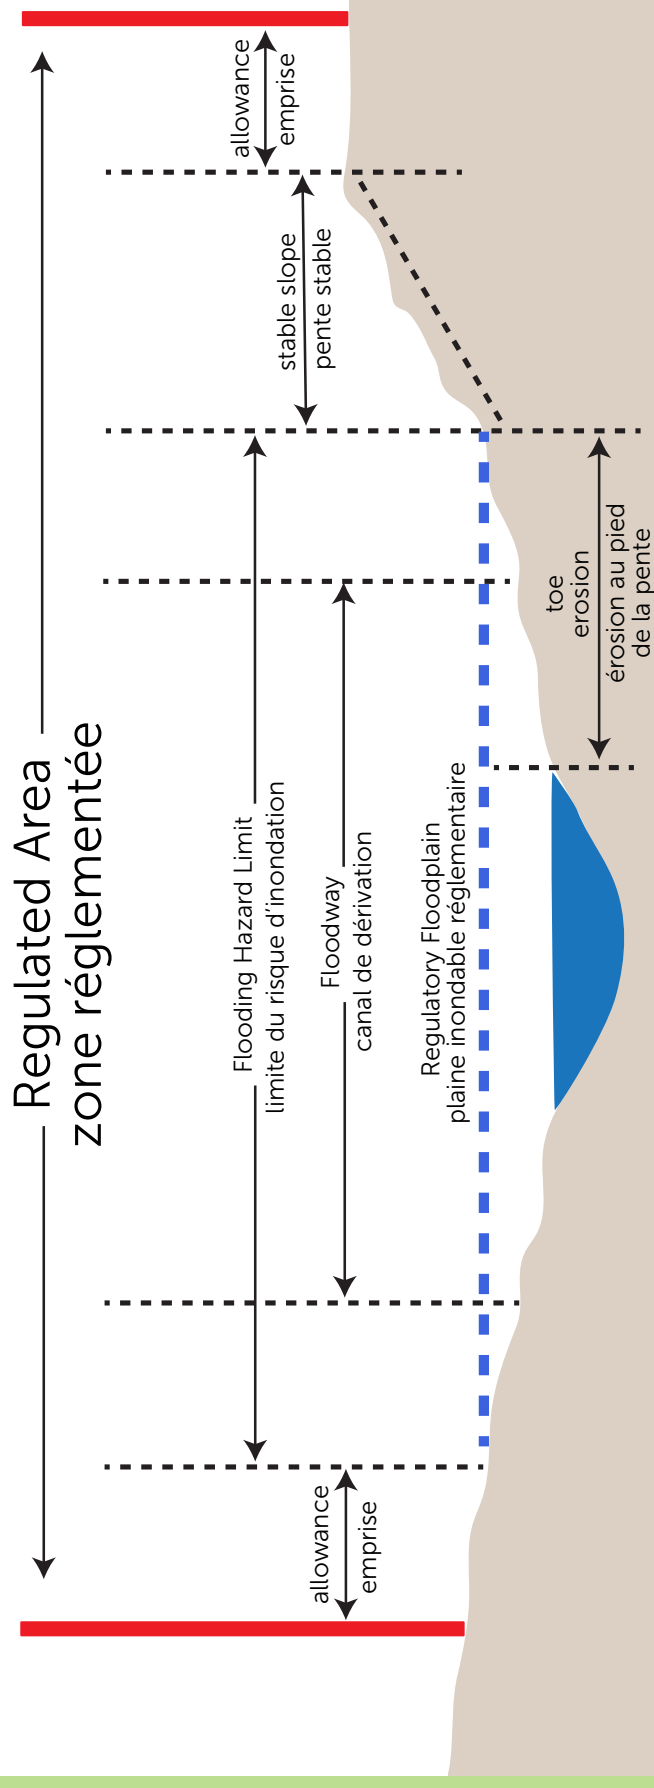 Regulated Area
zone réglementée
allowance
emprise
Flooding Hazard Limit
limite du risque d'inondation
stable slope
pente stable
allowance
emprise
Floodway
canal de dérivation
Regulatory Floodplain
plaine inondable réglementaire
toe
erosion
érosion au pied
de la pente